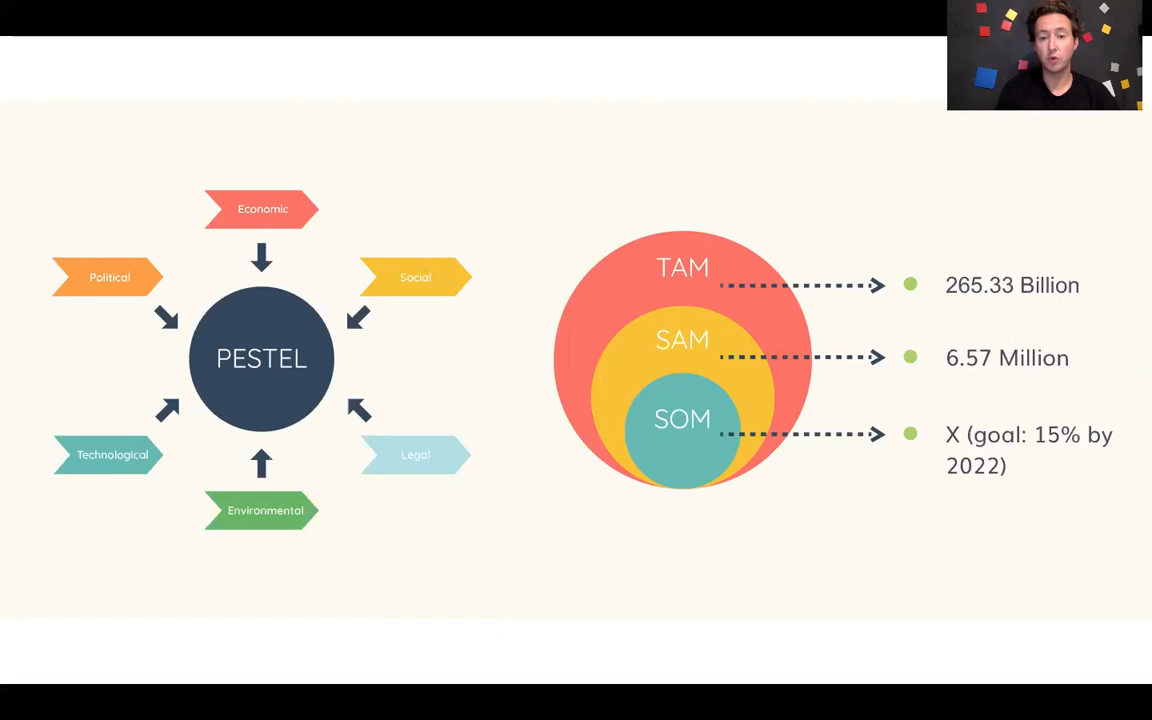 Economic
Political
Social
PESTEL
Technological
Legal
Environmental
TAM
SAM
SOM
265.33 Billion
6.57 Million
X (goal: 15% by
2022)